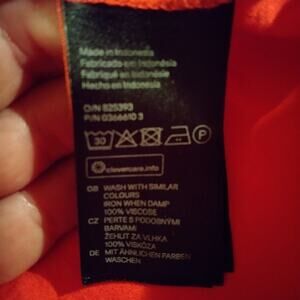 Made in Indonesia
Fabricado em Indonésia
Fabriqué en Indonésie
Hecho en Indonesia
O/N 825393
P/N 0366610 3
30
P
clevercare.info
GB WASH WITH SIMILAR
COLOURS
IRON WHEN DAMP
100% VISCOSE
CZ PERTE S PODOBNÝMI
BARVAMI
ŽEHLIT ZA VLHKA
100% VISKÓZA
DE MIT ÄHNLICHEN FARBEN
WASCHEN